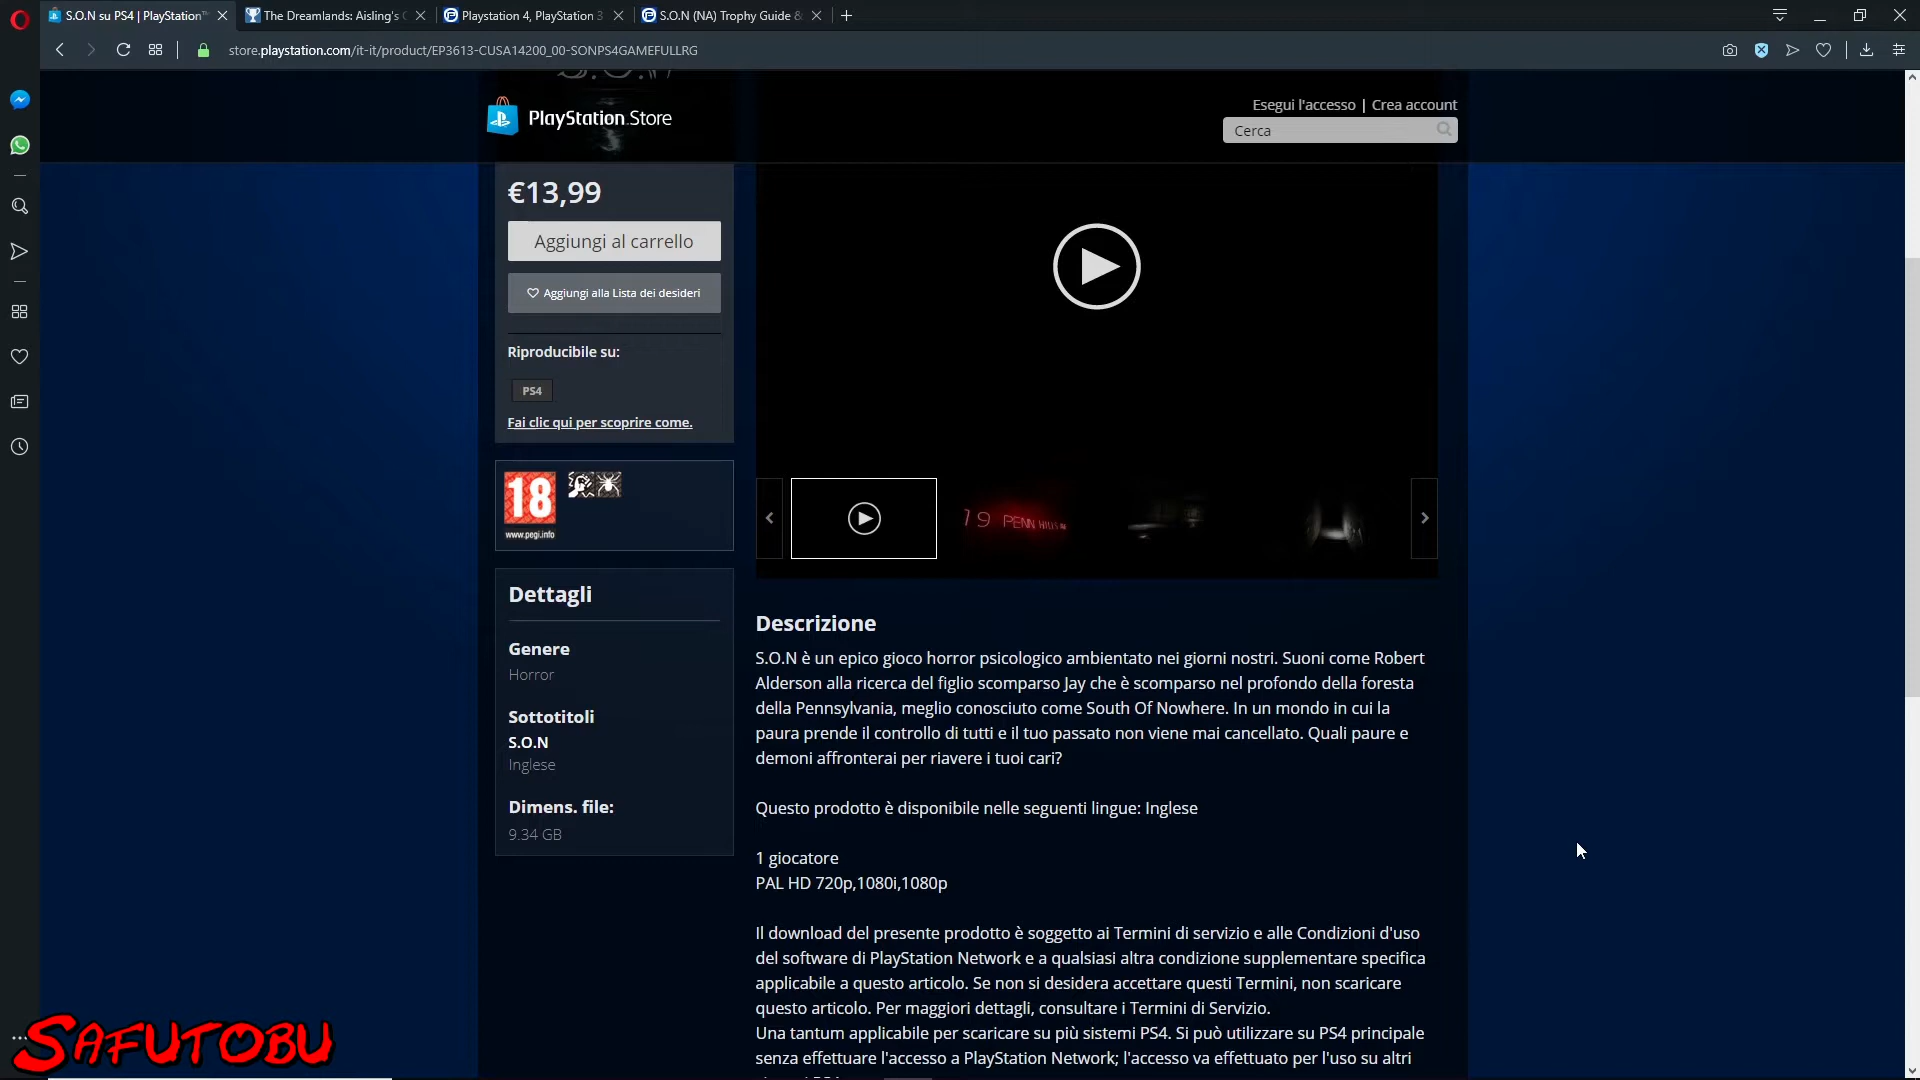 S.O.N su PS4 | PlayStation™
The Dreamlands: Aisling's
Playstation 4, PlayStation 3
S.O.N (NA) Trophy Guide &
store.playstation.com/it-it/product/EP3613-CUSA14200_00-SONPS4GAMEFULLRG
S.O.N
PlayStation Store
Esegui l'accesso | Crea account
Cerca
€13,99
Aggiungi al carrello
Aggiungi alla Lista dei desideri
Riproducibile su:
PS4
Fai clic qui per scoprire come.
18
www.pegi.info
19 PENN HILLS
Dettagli
Genere
Horror
Sottotitoli
S.O.N
Inglese
Dimens. file:
9.34 GB
Descrizione
S.O.N è un epico gioco horror psicologico ambientato nei giorni nostri. Suoni come Robert
Alderson alla ricerca del figlio scomparso Jay che è scomparso nel profondo della foresta
della Pennsylvania, meglio conosciuto come South Of Nowhere. In un mondo in cui la
paura prende il controllo di tutti e il tuo passato non viene mai cancellato. Quali paure e
demoni affronterai per riavere i tuoi cari?
Questo prodotto è disponibile nelle seguenti lingue: Inglese
1 giocatore
PAL HD 720p,1080i,1080p
Il download del presente prodotto è soggetto ai Termini di servizio e alle Condizioni d'uso
del software di PlayStation Network e a qualsiasi altra condizione supplementare specifica
applicabile a questo articolo. Se non si desidera accettare questi Termini, non scaricare
questo articolo. Per maggiori dettagli, consultare i Termini di Servizio.
Una tantum applicabile per scaricare su più sistemi PS4. Si può utilizzare su PS4 principale
senza effettuare l'accesso a PlayStation Network; l'accesso va effettuato per l'uso su altri
SAFUTOBU